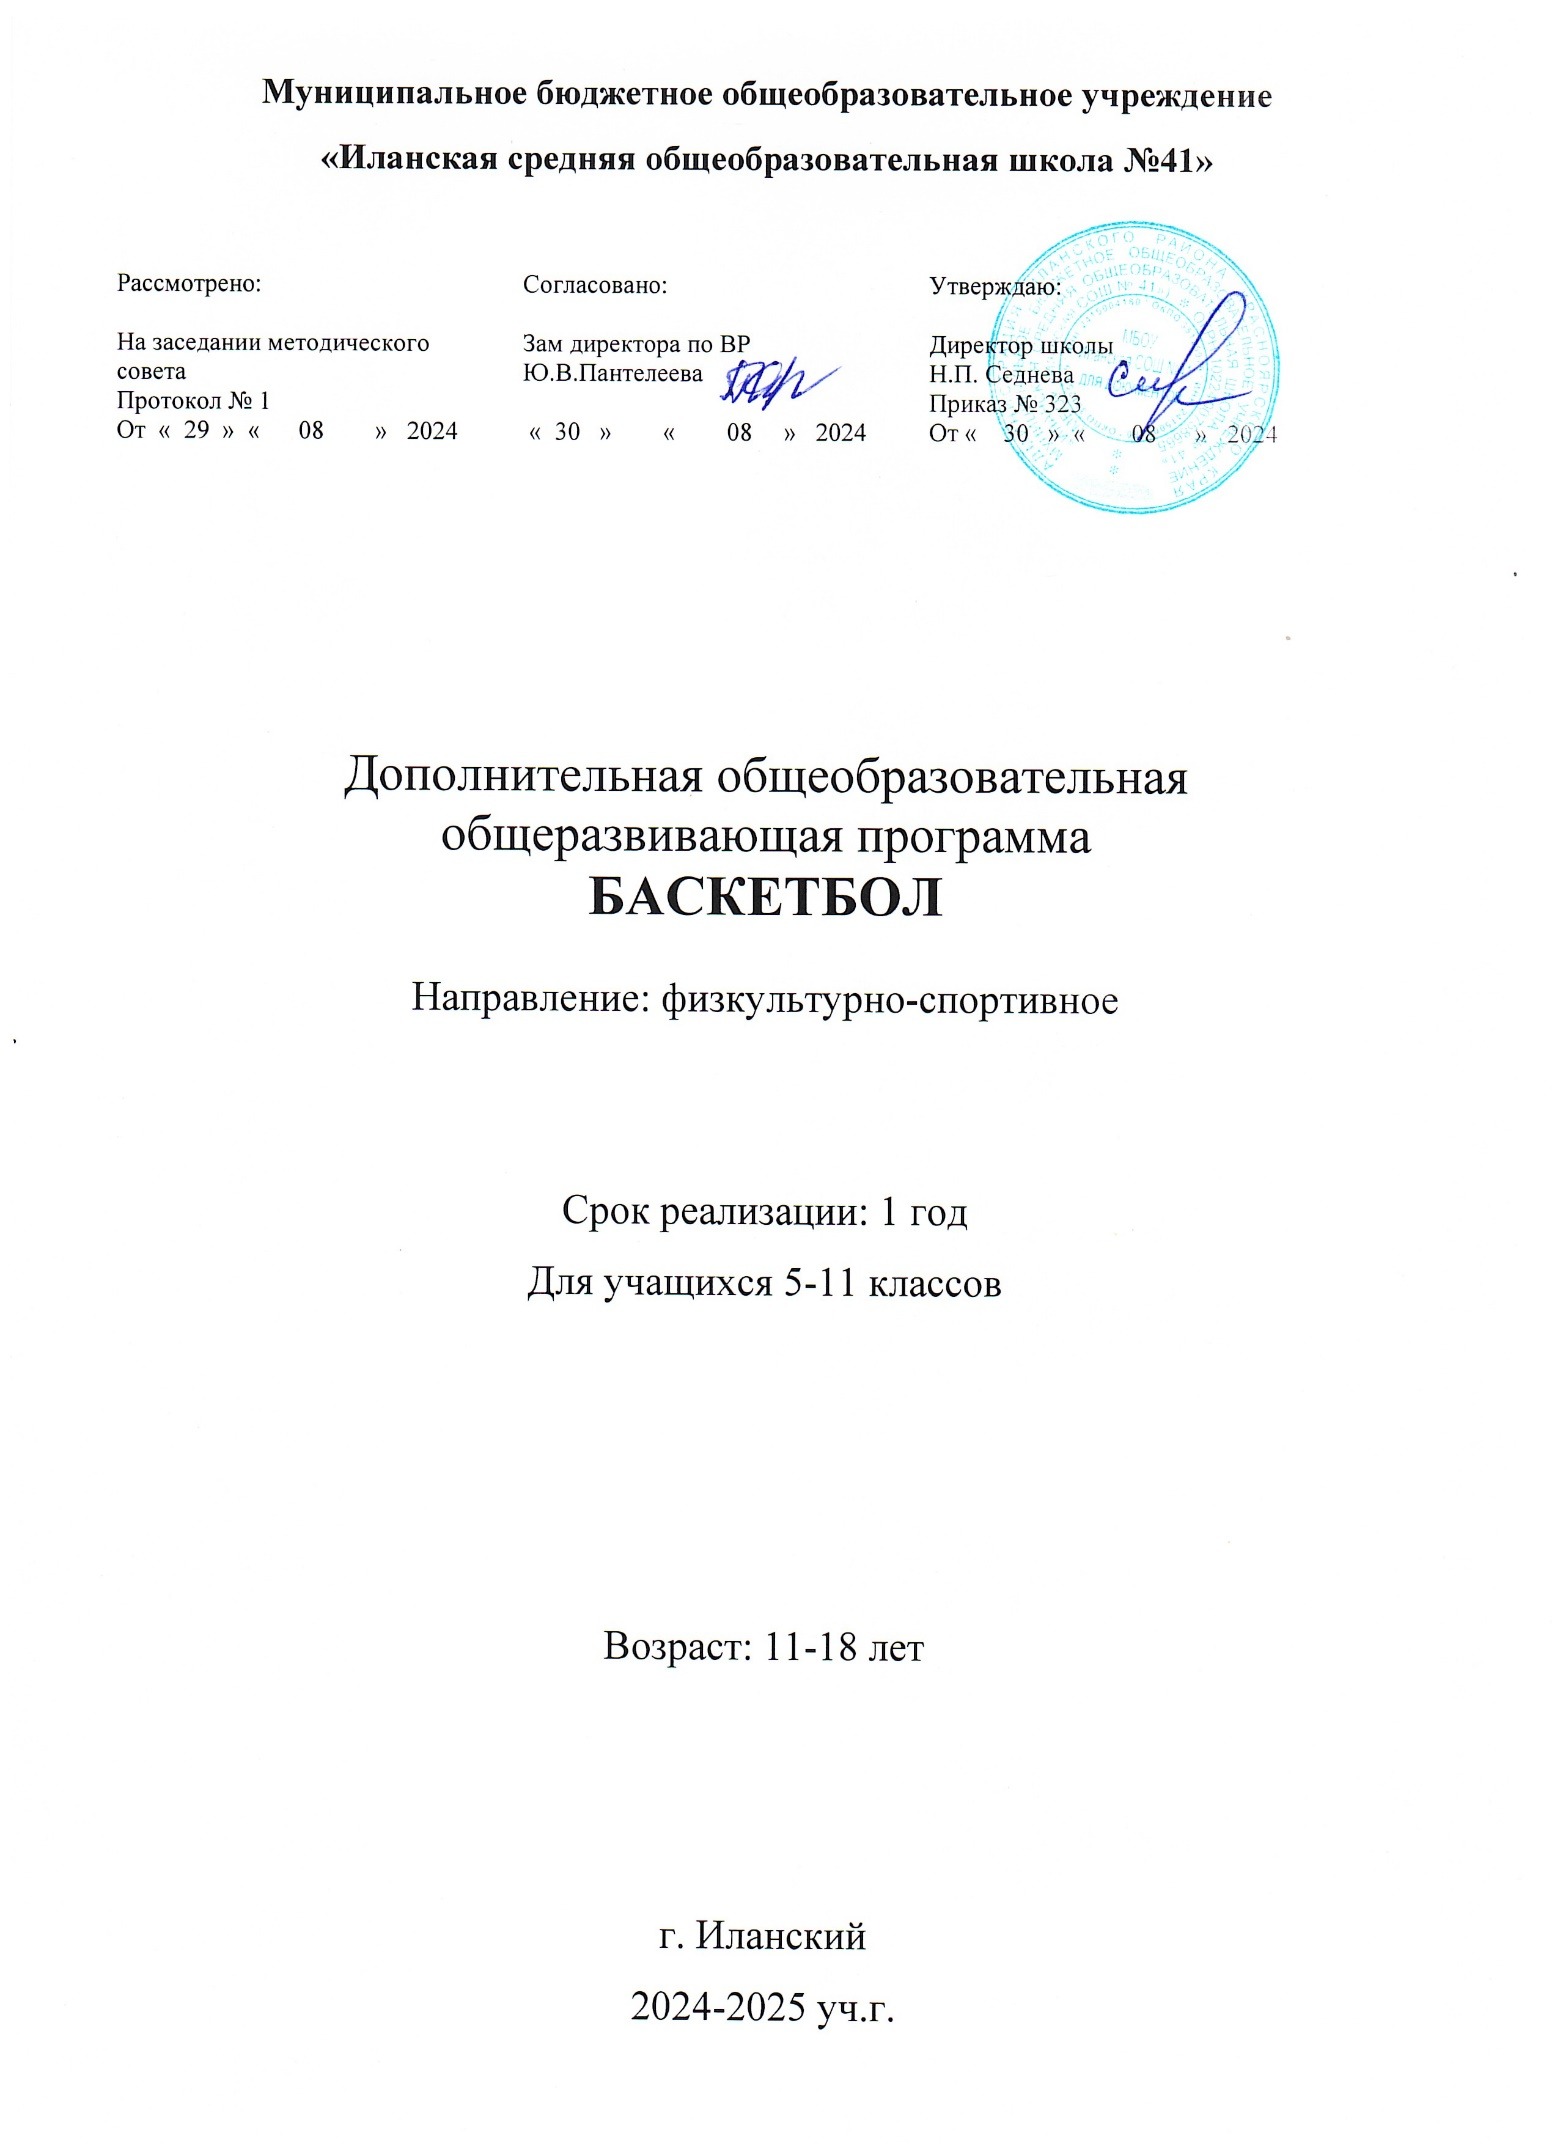 Муниципальное бюджетное общеобразовательное учреждение
«Иланская средняя общеобразовательная школа №41»
Рассмотрено:
На заседании методического
совета
Протокол № 1
От « 29 » « 08 » 2024
Согласовано:
Зам директора по ВР
Ю.В.Пантелеева
« 30 » « 08 » 2024
Утверждаю:
Директор школы
Н.П. Седнева
Приказ № 323
От « 30 » « 08 » 2024
МБОУ
Дополнительная общеобразовательная
общеразвивающая программа
БАСКЕТБОЛ
Направление: физкультурно-спортивное
Срок реализации: 1 год
Для учащихся 5-11 классов
Возраст: 11-18 лет
г. Иланский
2024-2025 уч.г.